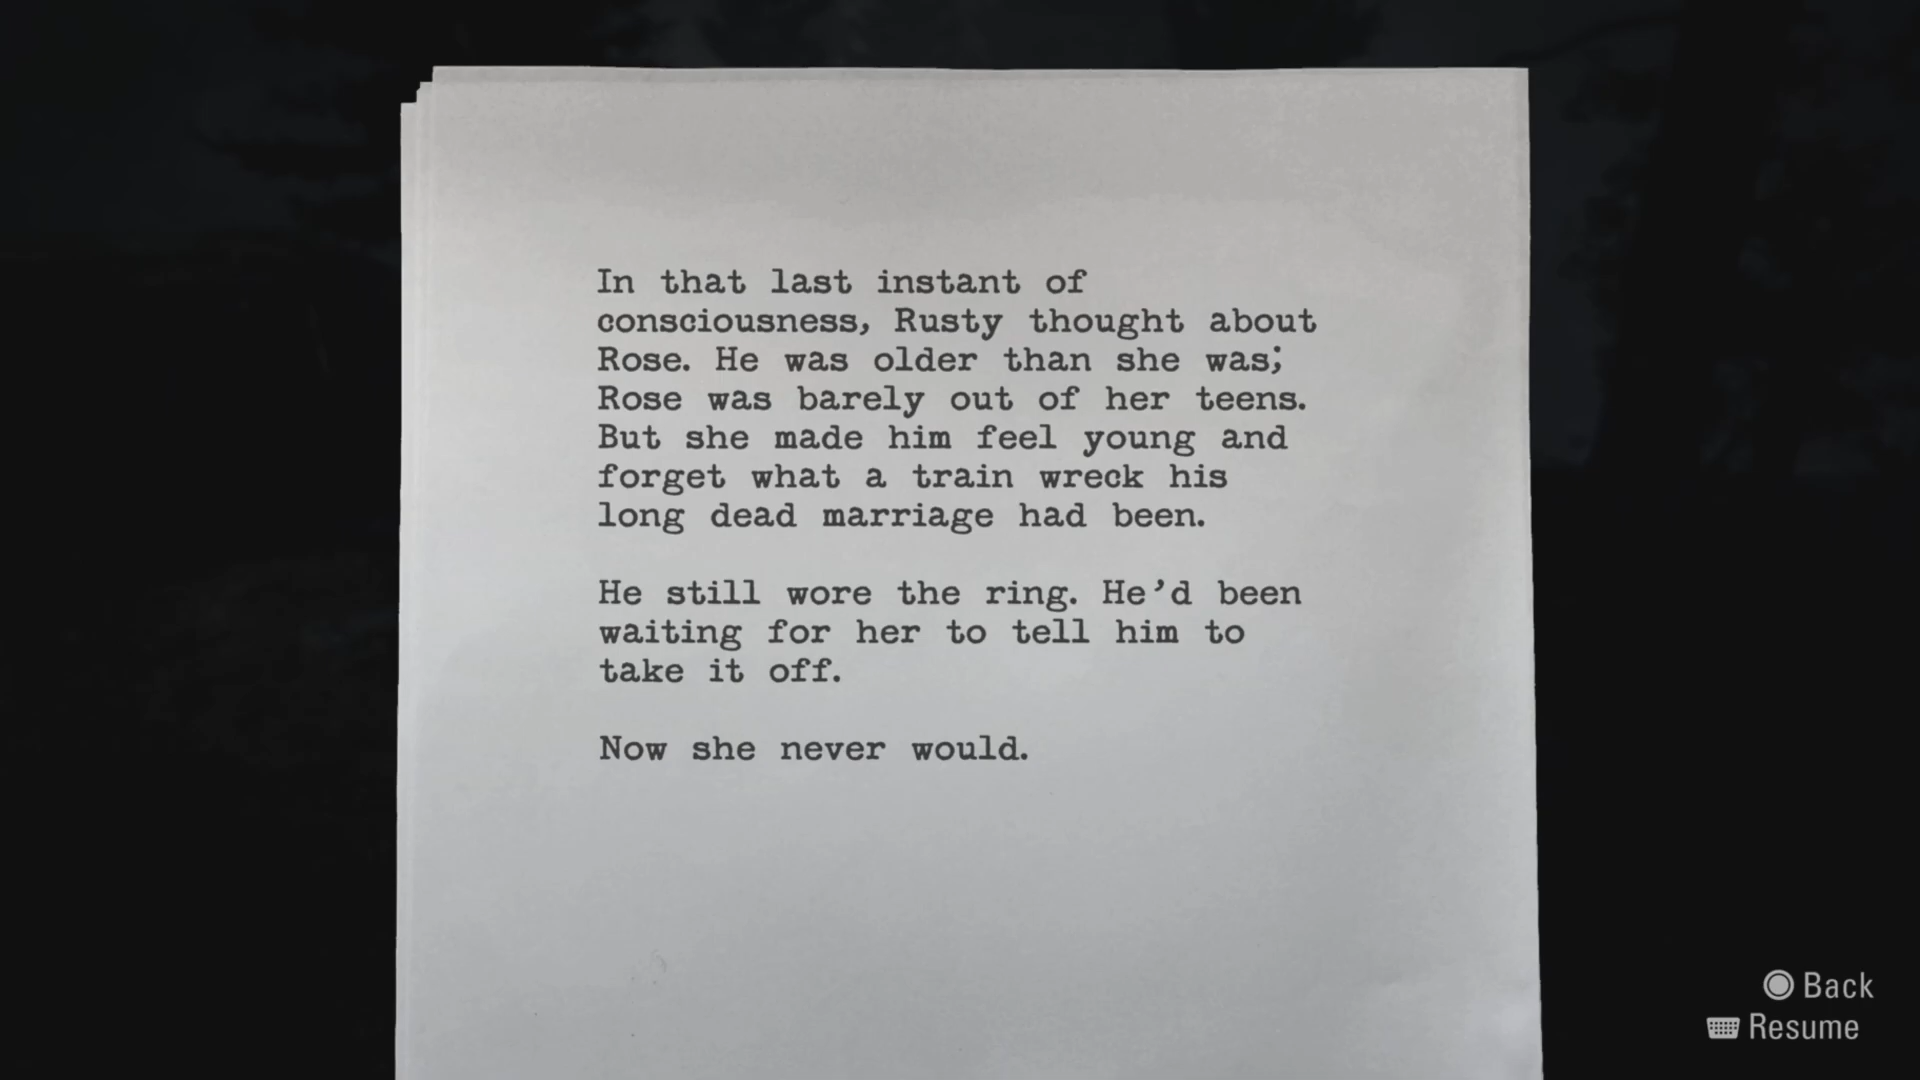 In that last instant of
consciousness, Rusty thought about
Rose. He was older than she was;
Rose was barely out of her teens.
But she made him feel young and
forget what a train wreck his
long dead marriage had been.
He still wore the ring. He’d been
waiting for her to tell him to
take it off.
Now she never would.
Back
Resume